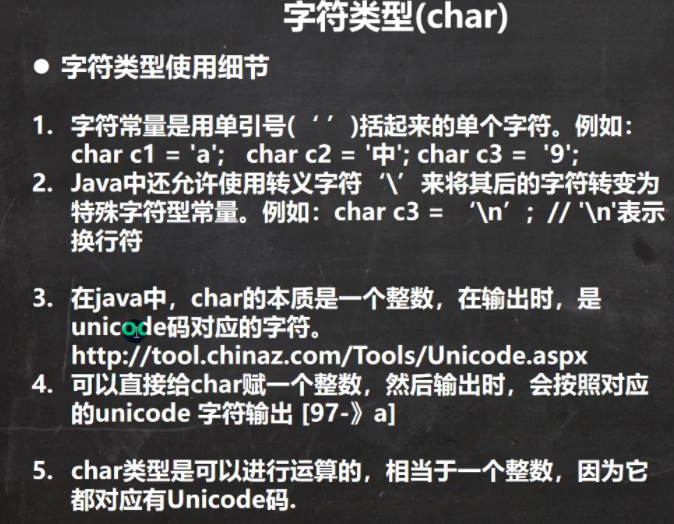 字符类型(char)
● 字符类型使用细节
1. 字符常量是用单引号(‘ ’)括起来的单个字符。例如：
char c1 = 'a'; char c2 = '中'; char c3 = '9';
2. Java中还允许使用转义字符‘\’来将其后的字符转变为
特殊字符型常量。例如：char c3 = ‘\n’; // '\n'表示
换行符
3. 在java中，char的本质是一个整数，在输出时，是
unicode码对应的字符。
http://tool.chinaz.com/Tools/Unicode.aspx
4. 可以直接给char赋一个整数，然后输出时，会按照对应
的unicode 字符输出 [97-》a]
5. char类型是可以进行运算的，相当于一个整数，因为它
都对应有Unicode码.